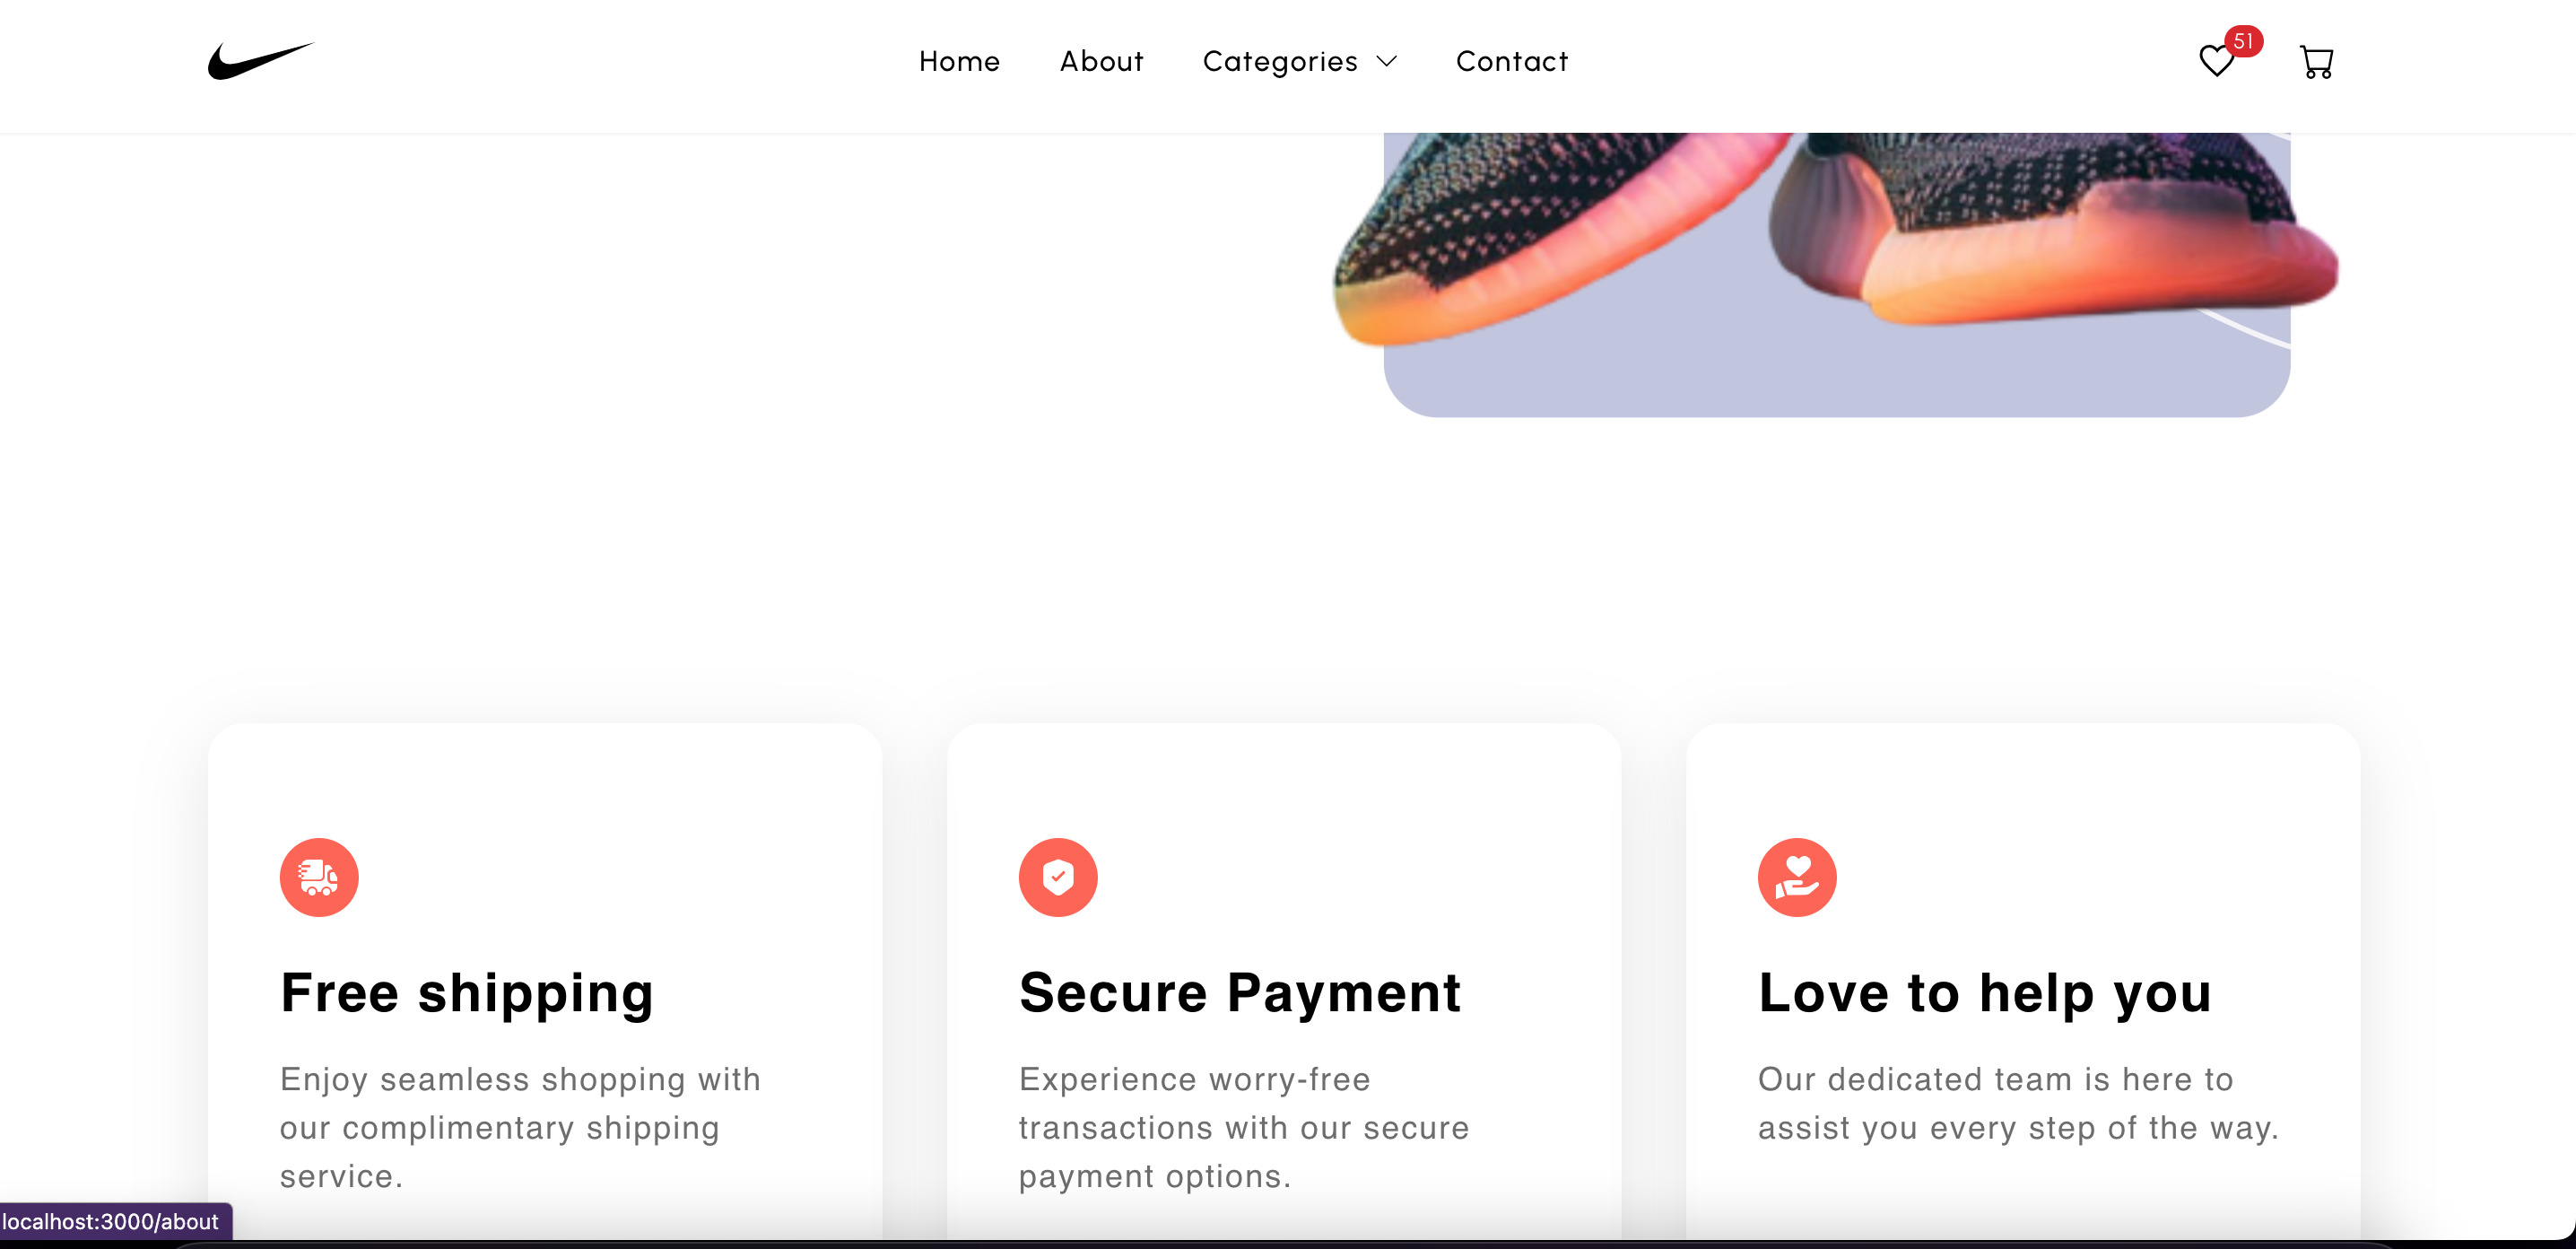 Home About Categories Contact 51
Free shipping
Enjoy seamless shopping with
our complimentary shipping
service.
Secure Payment
Experience worry-free
transactions with our secure
payment options.
Love to help you
Our dedicated team is here to
assist you every step of the way.
localhost:3000/about